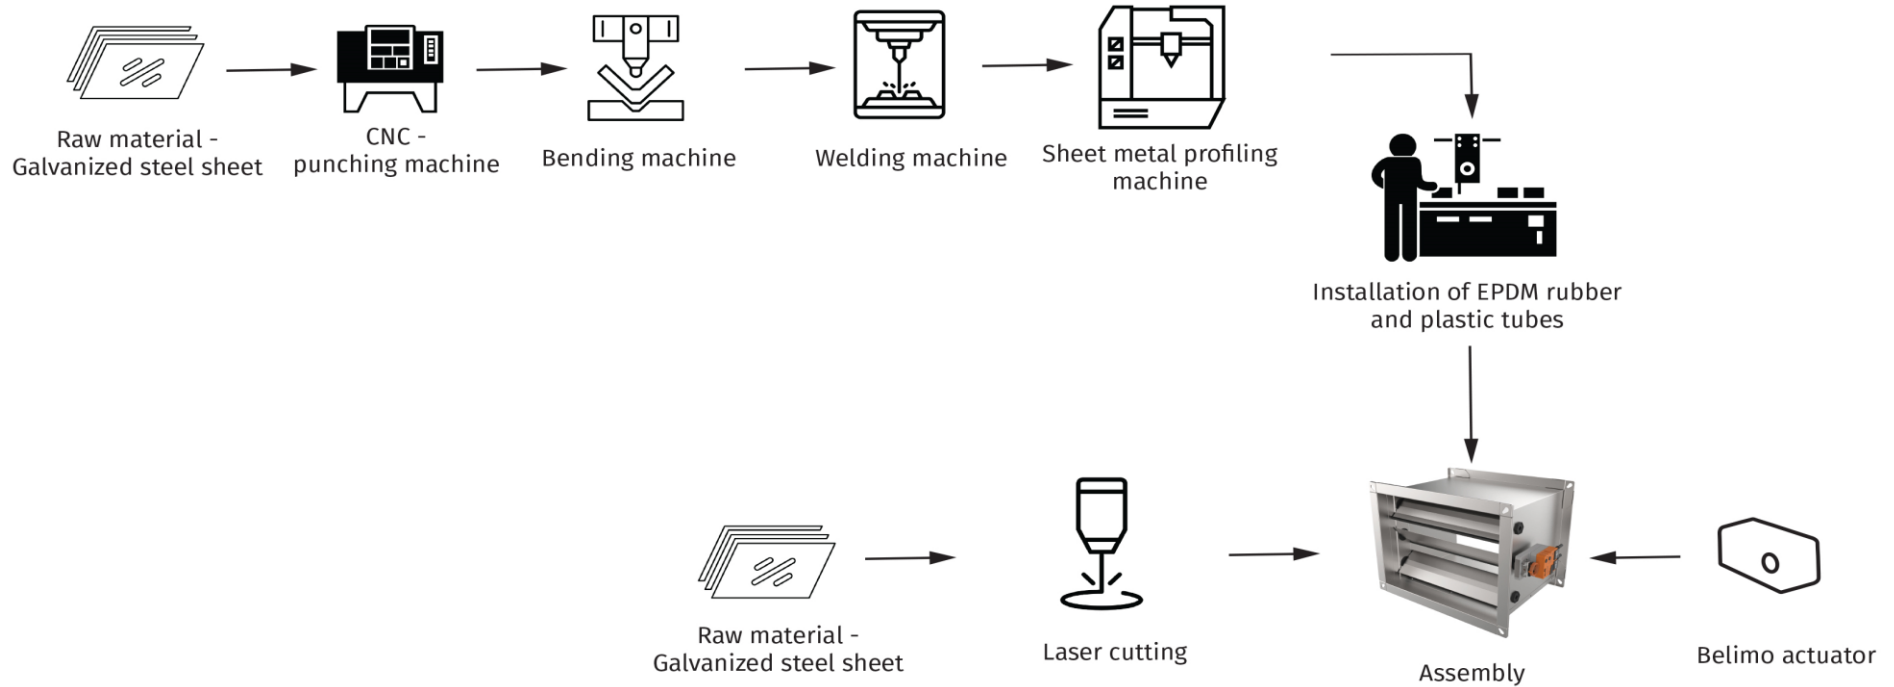 Raw material -
Galvanized steel sheet
CNC -
punching machine
Bending machine
Welding machine
Sheet metal profiling
machine
Installation of EPDM rubber
and plastic tubes
Raw material -
Galvanized steel sheet
Laser cutting
Assembly
Belimo actuator